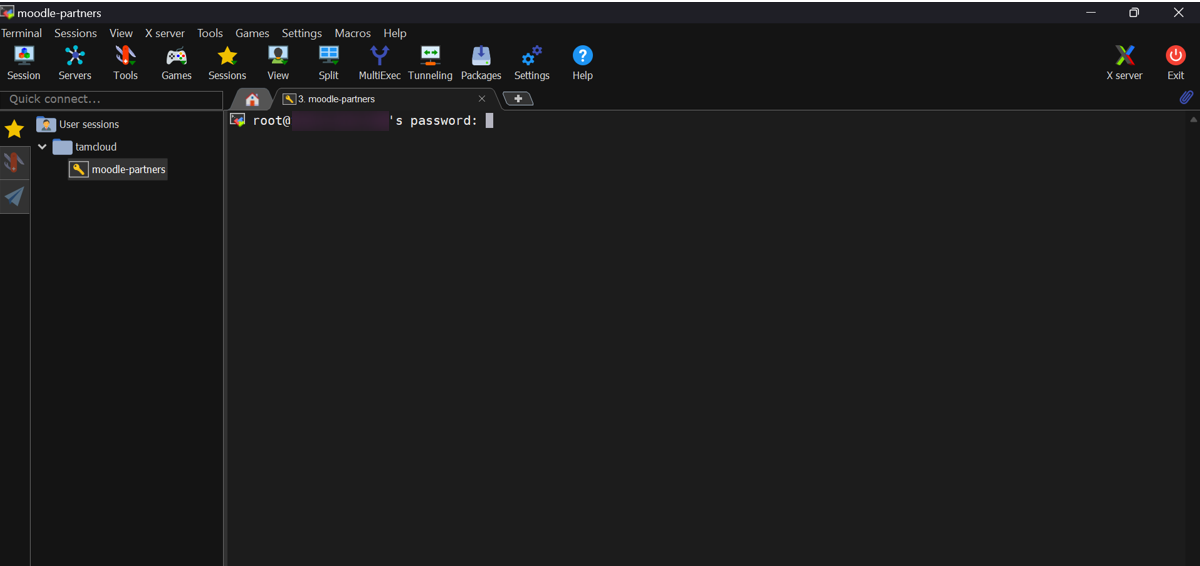 moodle-partners
Terminal Sessions View X server Tools Games Settings Macros Help
Session Servers Tools Games Sessions View Split MultiExec Tunneling Packages Settings Help X server Exit
Quick connect...
3. moodle-partners
User sessions
root@ 's password:
tamcloud
moodle-partners